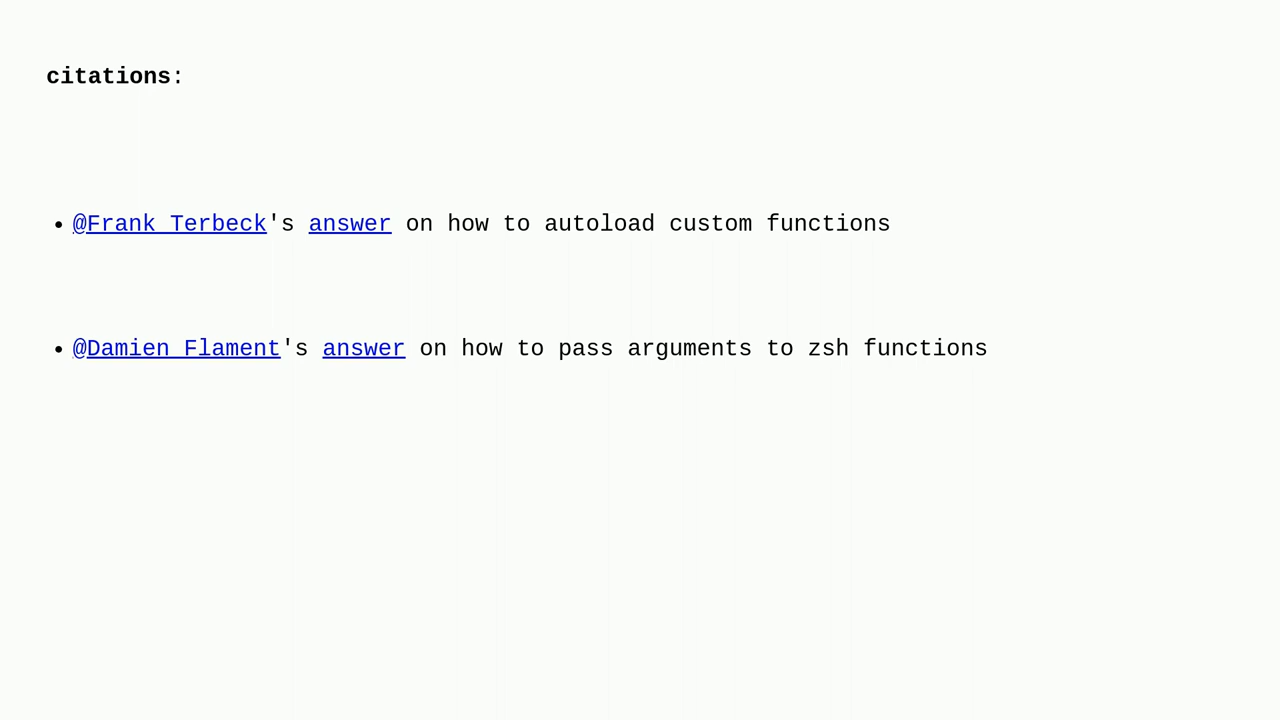 citations:
• @Frank Terbeck's answer on how to autoload custom functions
• @Damien Flament's answer on how to pass arguments to zsh functions